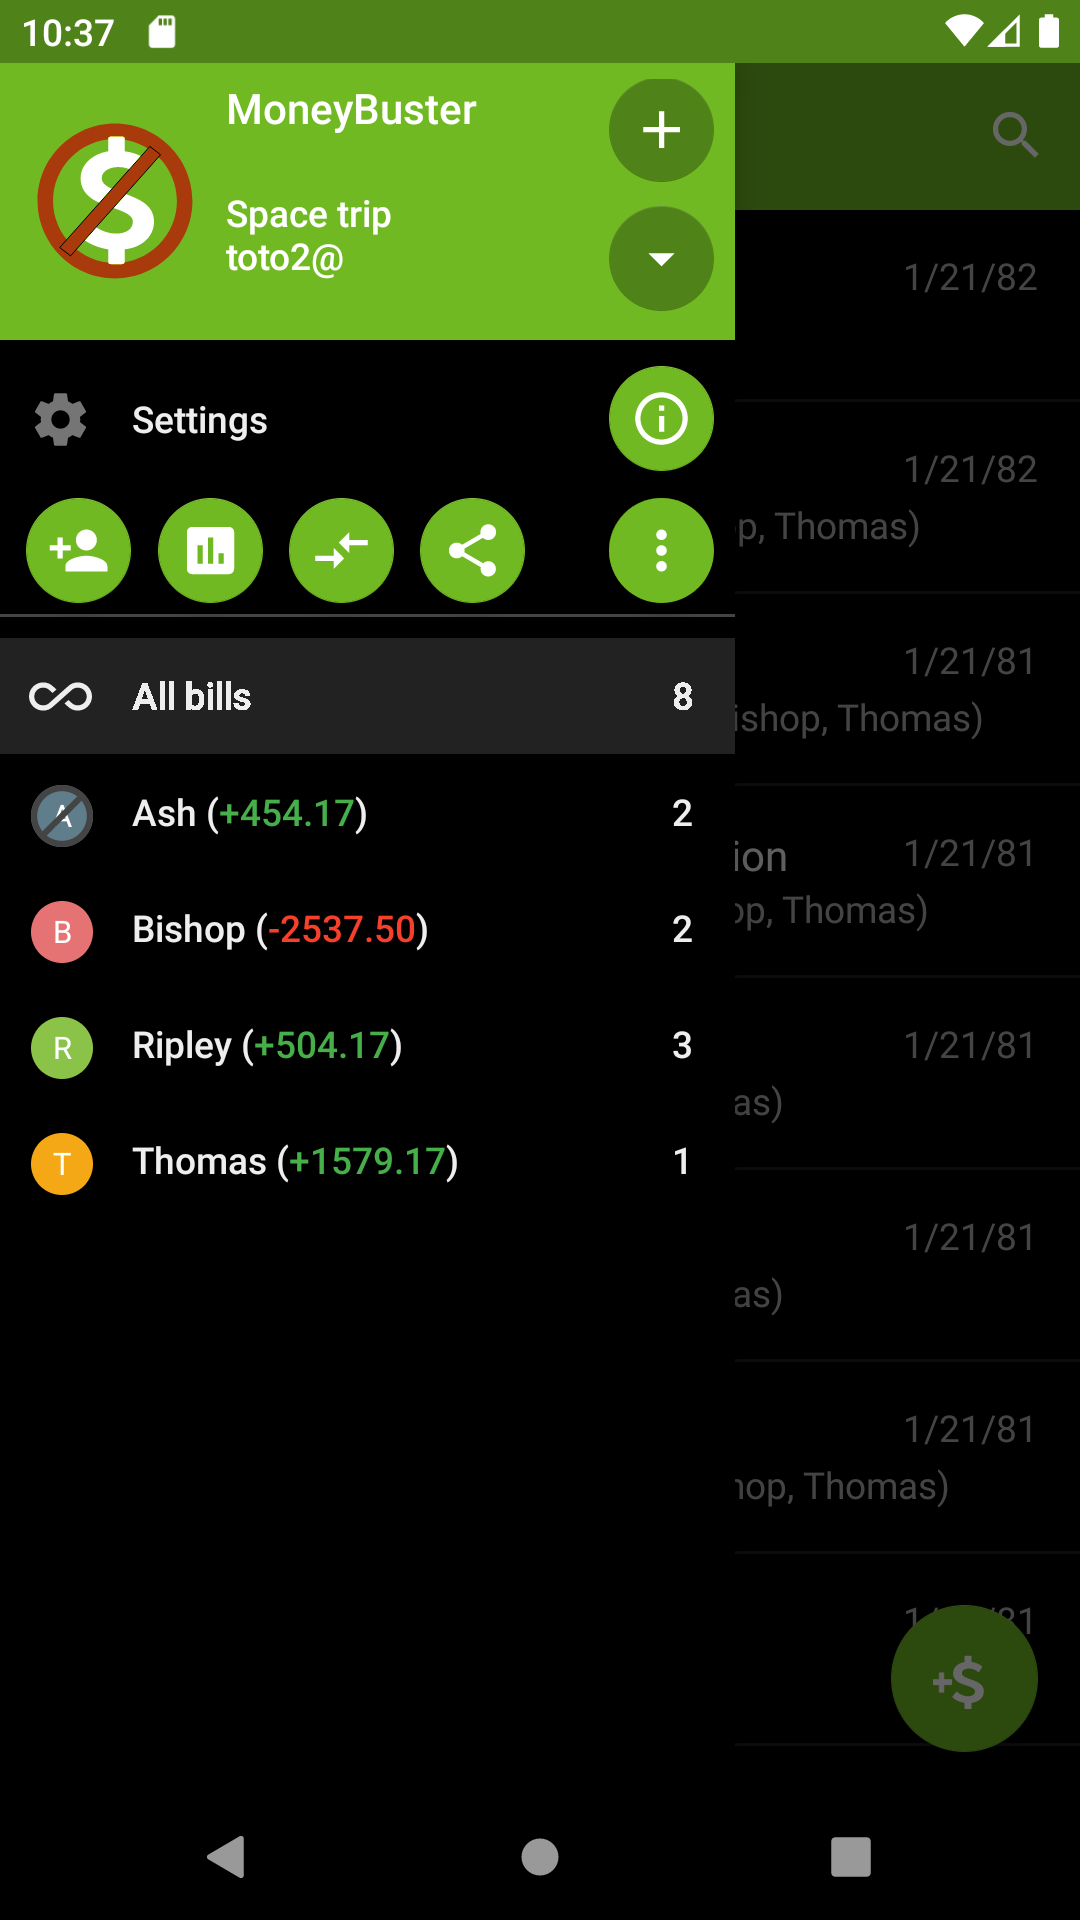 10:37
MoneyBuster
Space trip
toto2@
Settings
All bills 8
A Ash (+454.17) 2
B Bishop (-2537.50) 2
R Ripley (+504.17) 3
T Thomas (+1579.17) 1
1/21/82
1/21/82
p, Thomas)
1/21/81
ishop, Thomas)
ion 1/21/81
op, Thomas)
1/21/81
as)
1/21/81
as)
1/21/81
hop, Thomas)